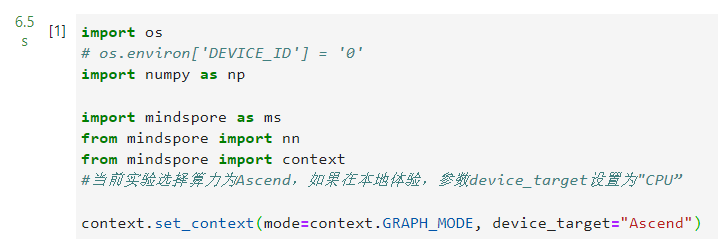 6.5
s
[1]
import os
# os.environ['DEVICE_ID'] = '0'
import numpy as np
import mindspore as ms
from mindspore import nn
from mindspore import context
#当前实验选择算力为Ascend，如果在本地体验，参数device_target设置为"CPU”
context.set_context(mode=context.GRAPH_MODE, device_target="Ascend")